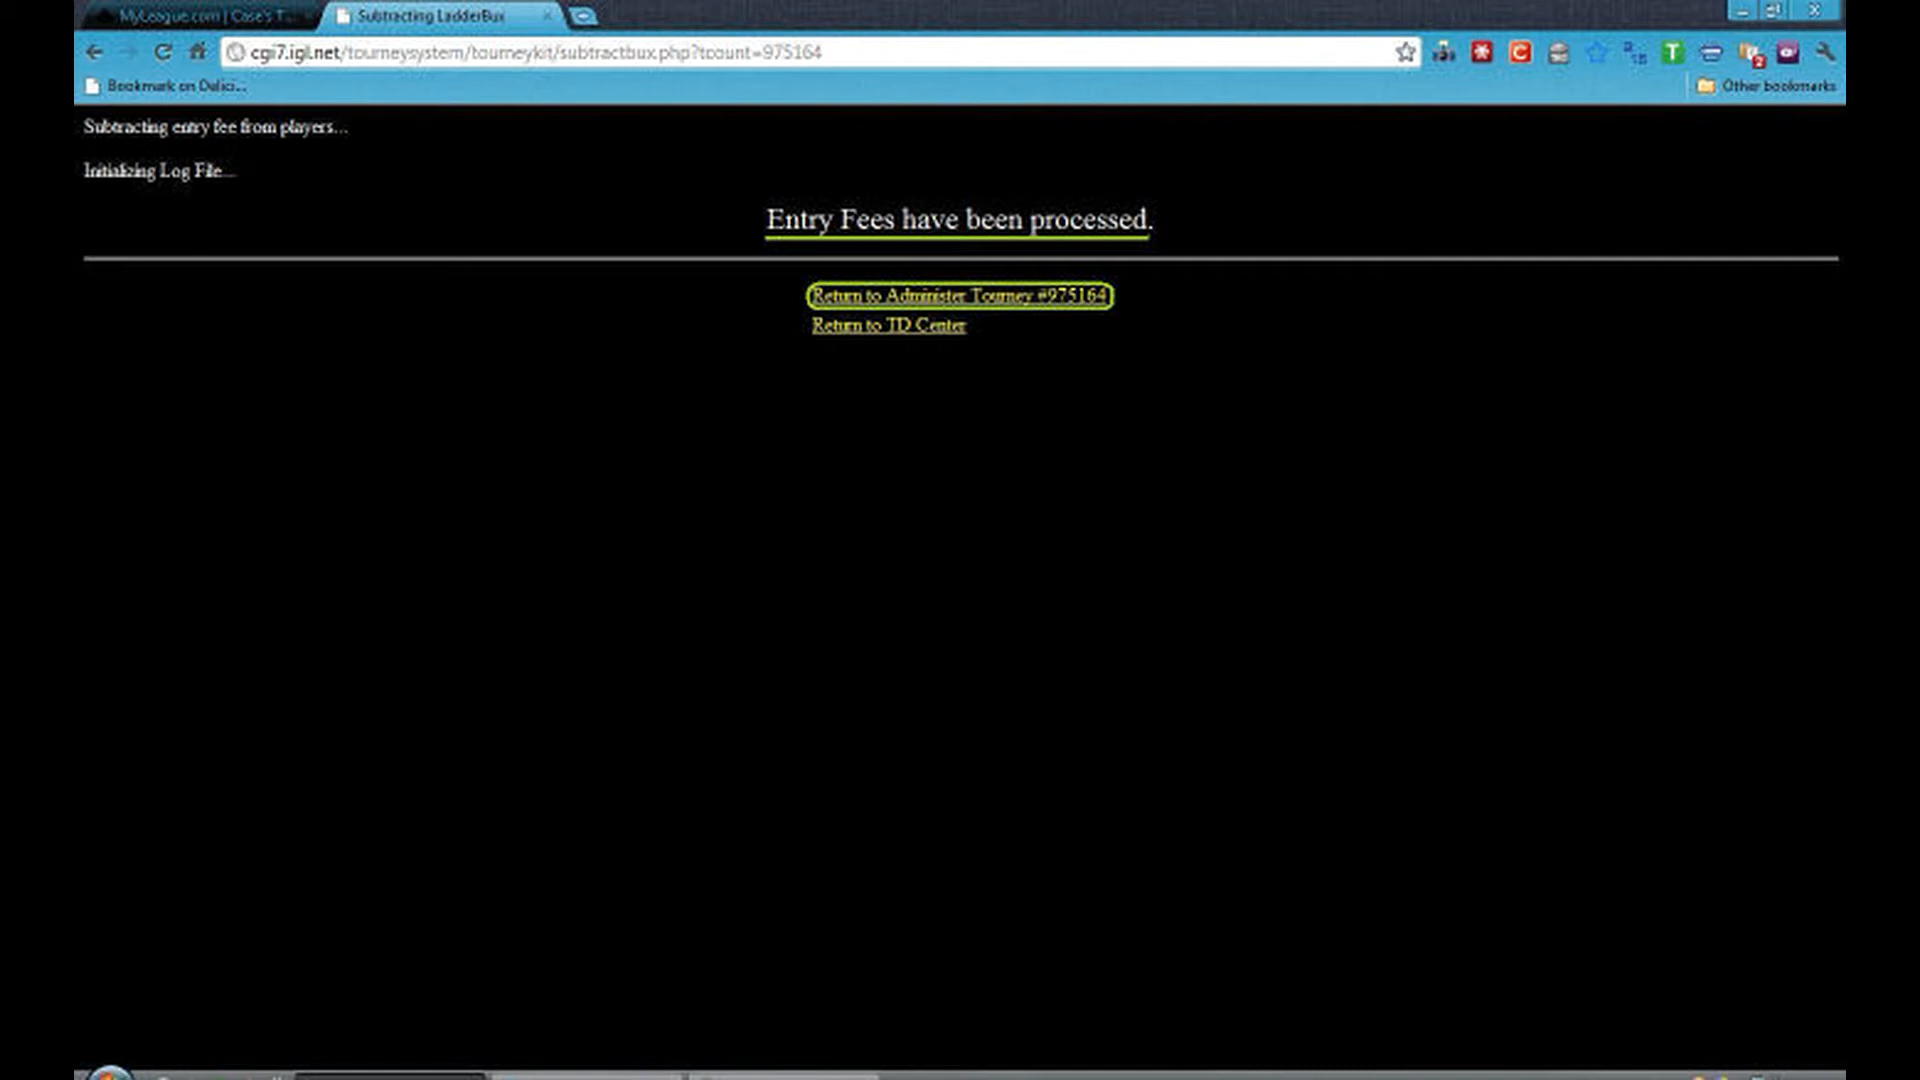 MyLeague.com | Case's T...
Subtracting LadderBux
cgi7.igl.net/tourneysystem/tourneykit/subtractbux.php?tcount=975164
Bookmark on Delici...
Other bookmarks
Subtracting entry fee from players...
Initializing Log File...
Entry Fees have been processed.
Return to Administer Tourney #975164
Return to TD Center